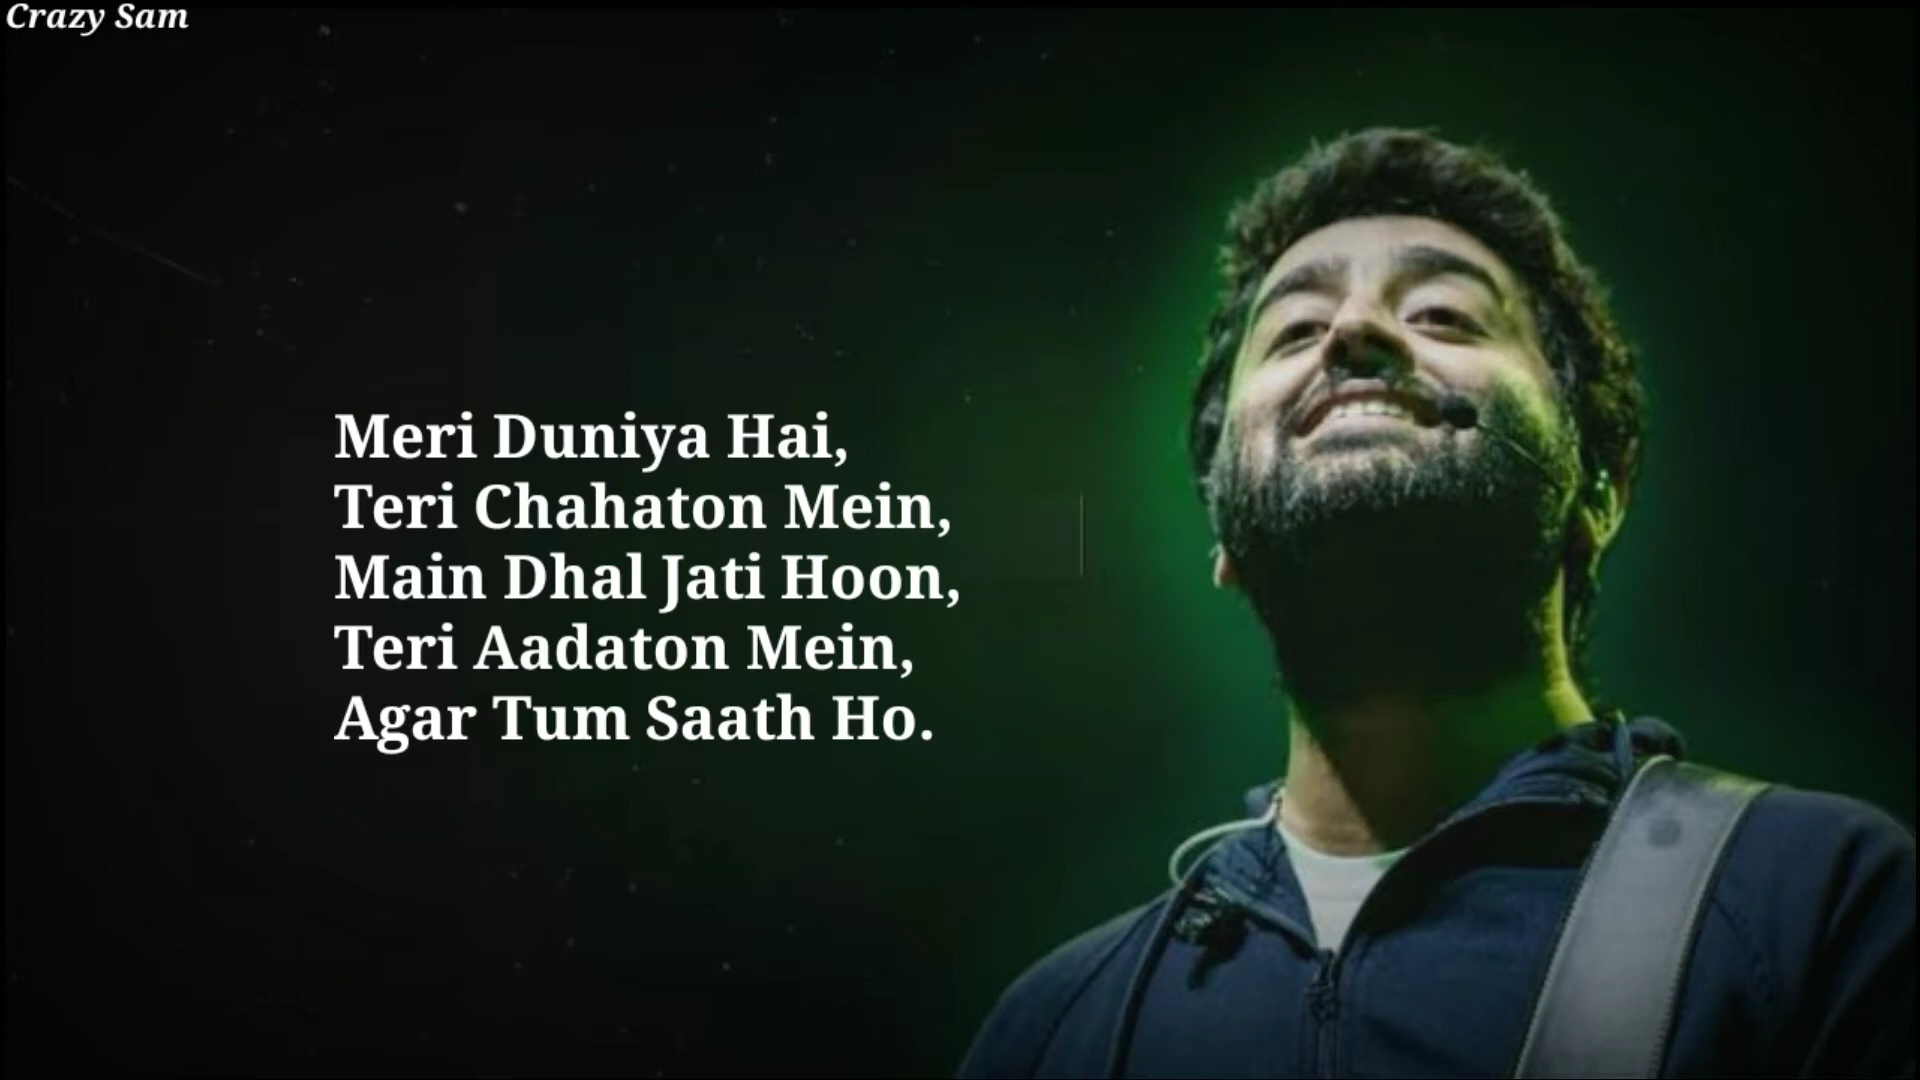 Crazy Sam
Meri Duniya Hai,
Teri Chahaton Mein,
Main Dhal Jati Hoon,
Teri Aadaton Mein,
Agar Tum Saath Ho.